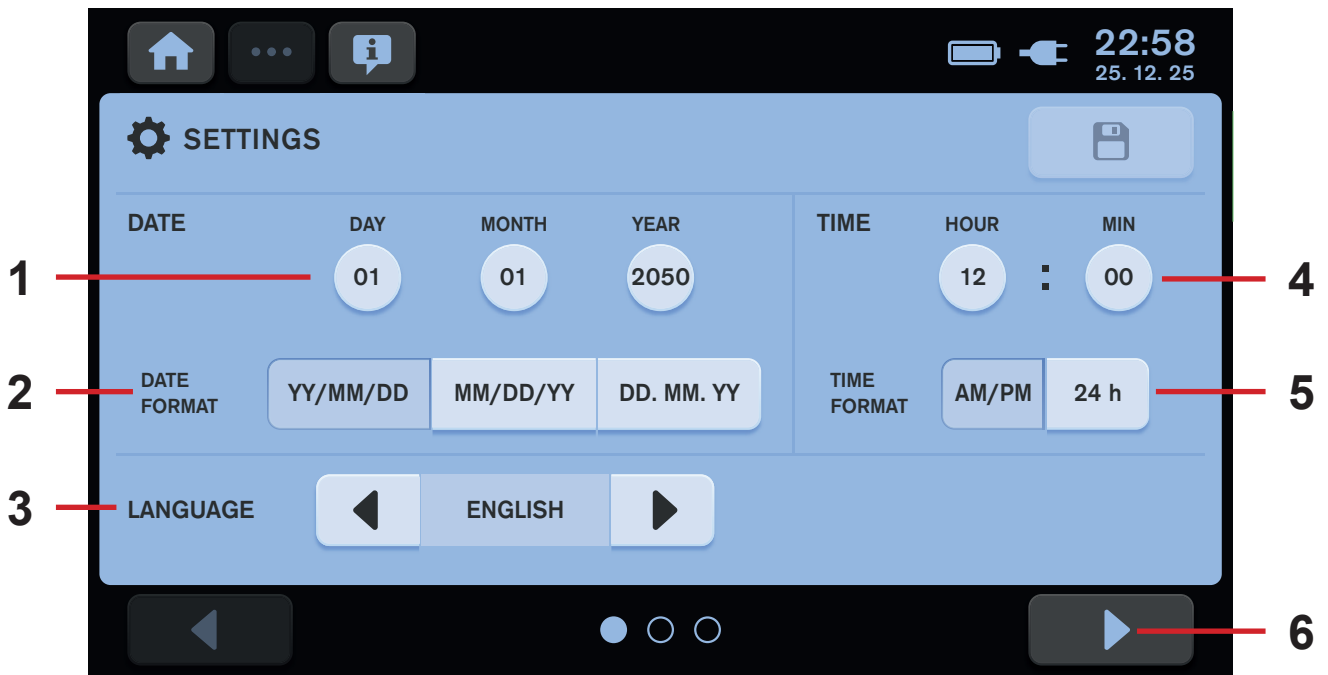 22:58
25. 12. 25
SETTINGS
DATE DAY MONTH YEAR TIME HOUR MIN
1 01 01 2050 12 : 00 4
2 DATE FORMAT YY/MM/DD MM/DD/YY DD. MM. YY TIME FORMAT AM/PM 24 h 5
3 LANGUAGE ENGLISH
6